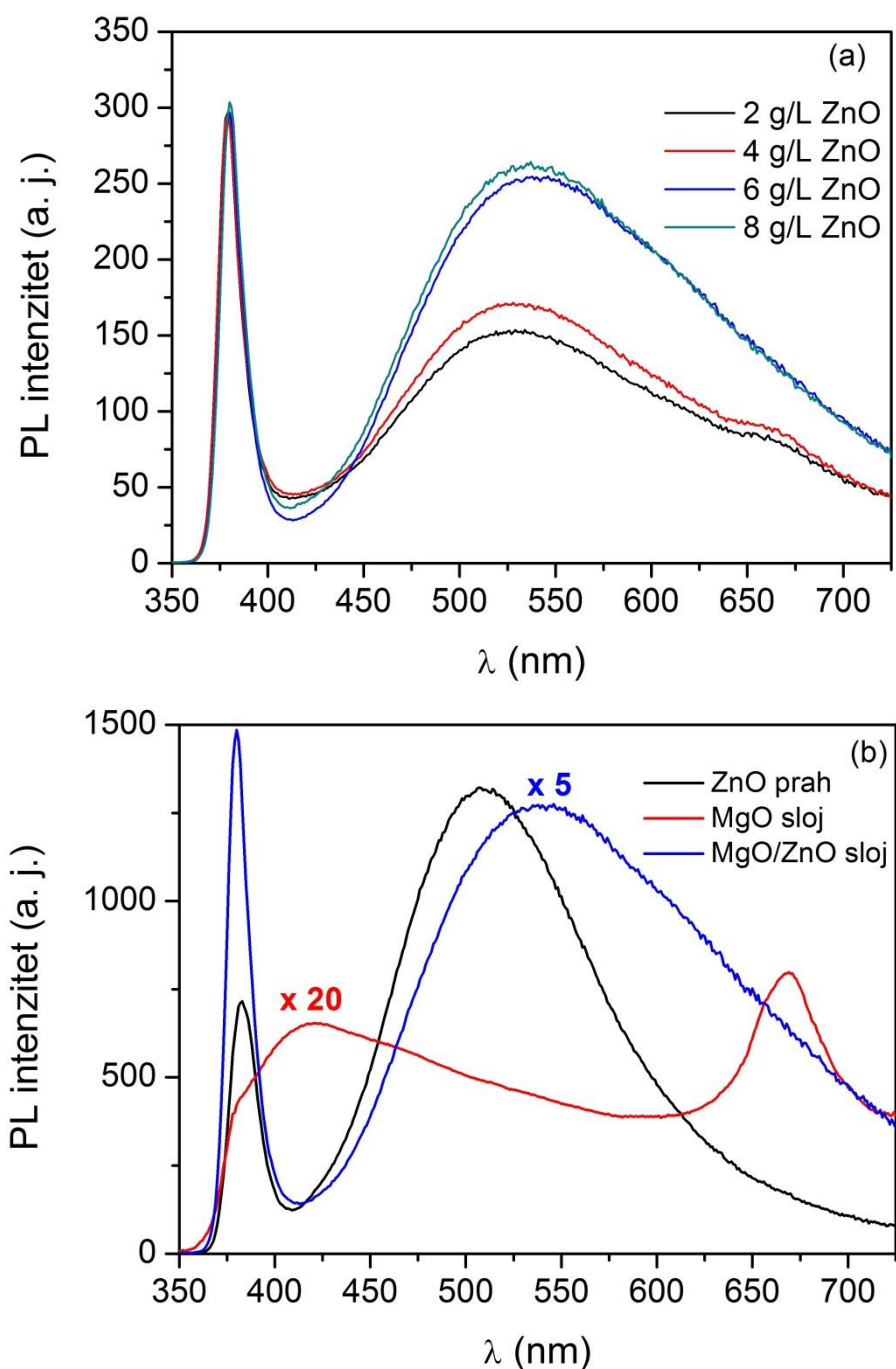 (a)
2 g/L ZnO
4 g/L ZnO
6 g/L ZnO
8 g/L ZnO
PL intenzitet (a. j.)
350
300
250
200
150
100
50
0
350 400 450 500 550 600 650 700
λ (nm)
(b)
ZnO prah
MgO sloj
MgO/ZnO sloj
x 5
x 20
PL intenzitet (a. j.)
1500
1000
500
0
350 400 450 500 550 600 650 700
λ (nm)